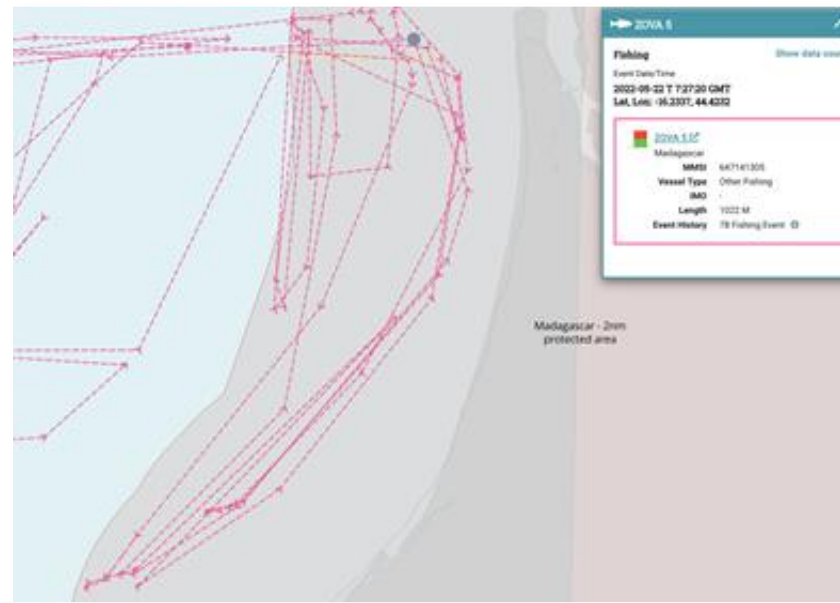 ZOVA 5
Fishing
Show data
Event Date/Time
2022-05-22 T 7:27:20 GMT
Lat, Lon: -16.2337, 44.4232
ZOVA 5
Madagascar
MMSI 647141305
Vessel Type Other Fishing
IMO -
Length 1022 M
Event History 78 Fishing Event
Madagascar - 2nm
protected area